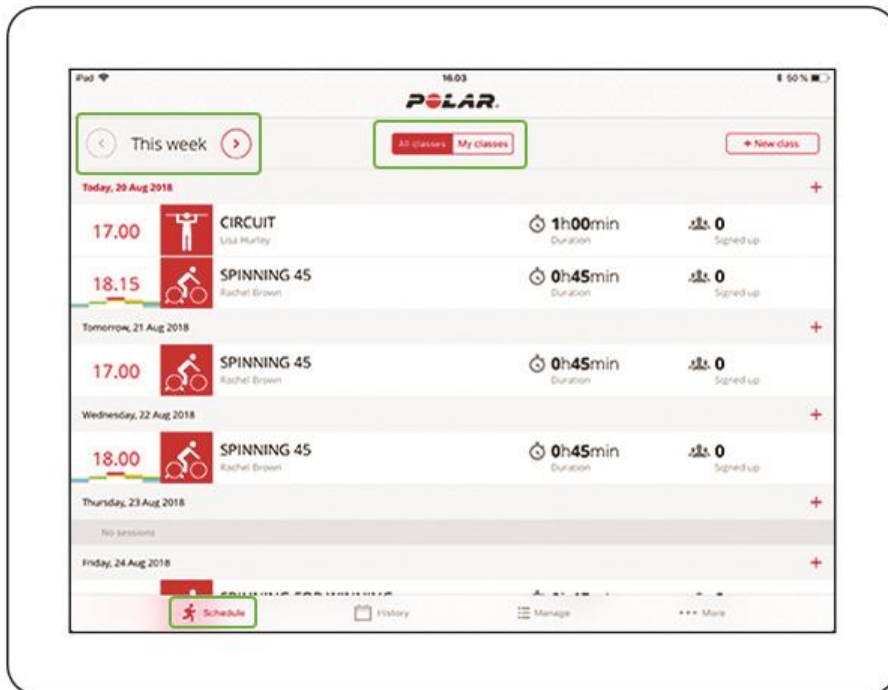 iPad 16.03 50 %
POLAR
This week All classes My classes + New class
Today, 20 Aug 2018 +
17.00 CIRCUIT 1h00min 0
Lisa Hurley Duration Signed up
18.15 SPINNING 45 0h45min 0
Rachel Brown Duration Signed up
Tomorrow, 21 Aug 2018 +
17.00 SPINNING 45 0h45min 0
Rachel Brown Duration Signed up
Wednesday, 22 Aug 2018 +
18.00 SPINNING 45 0h45min 0
Rachel Brown Duration Signed up
Thursday, 23 Aug 2018 +
No sessions
Friday, 24 Aug 2018 +
SPINNING FOR WINNING
Schedule History Manage More